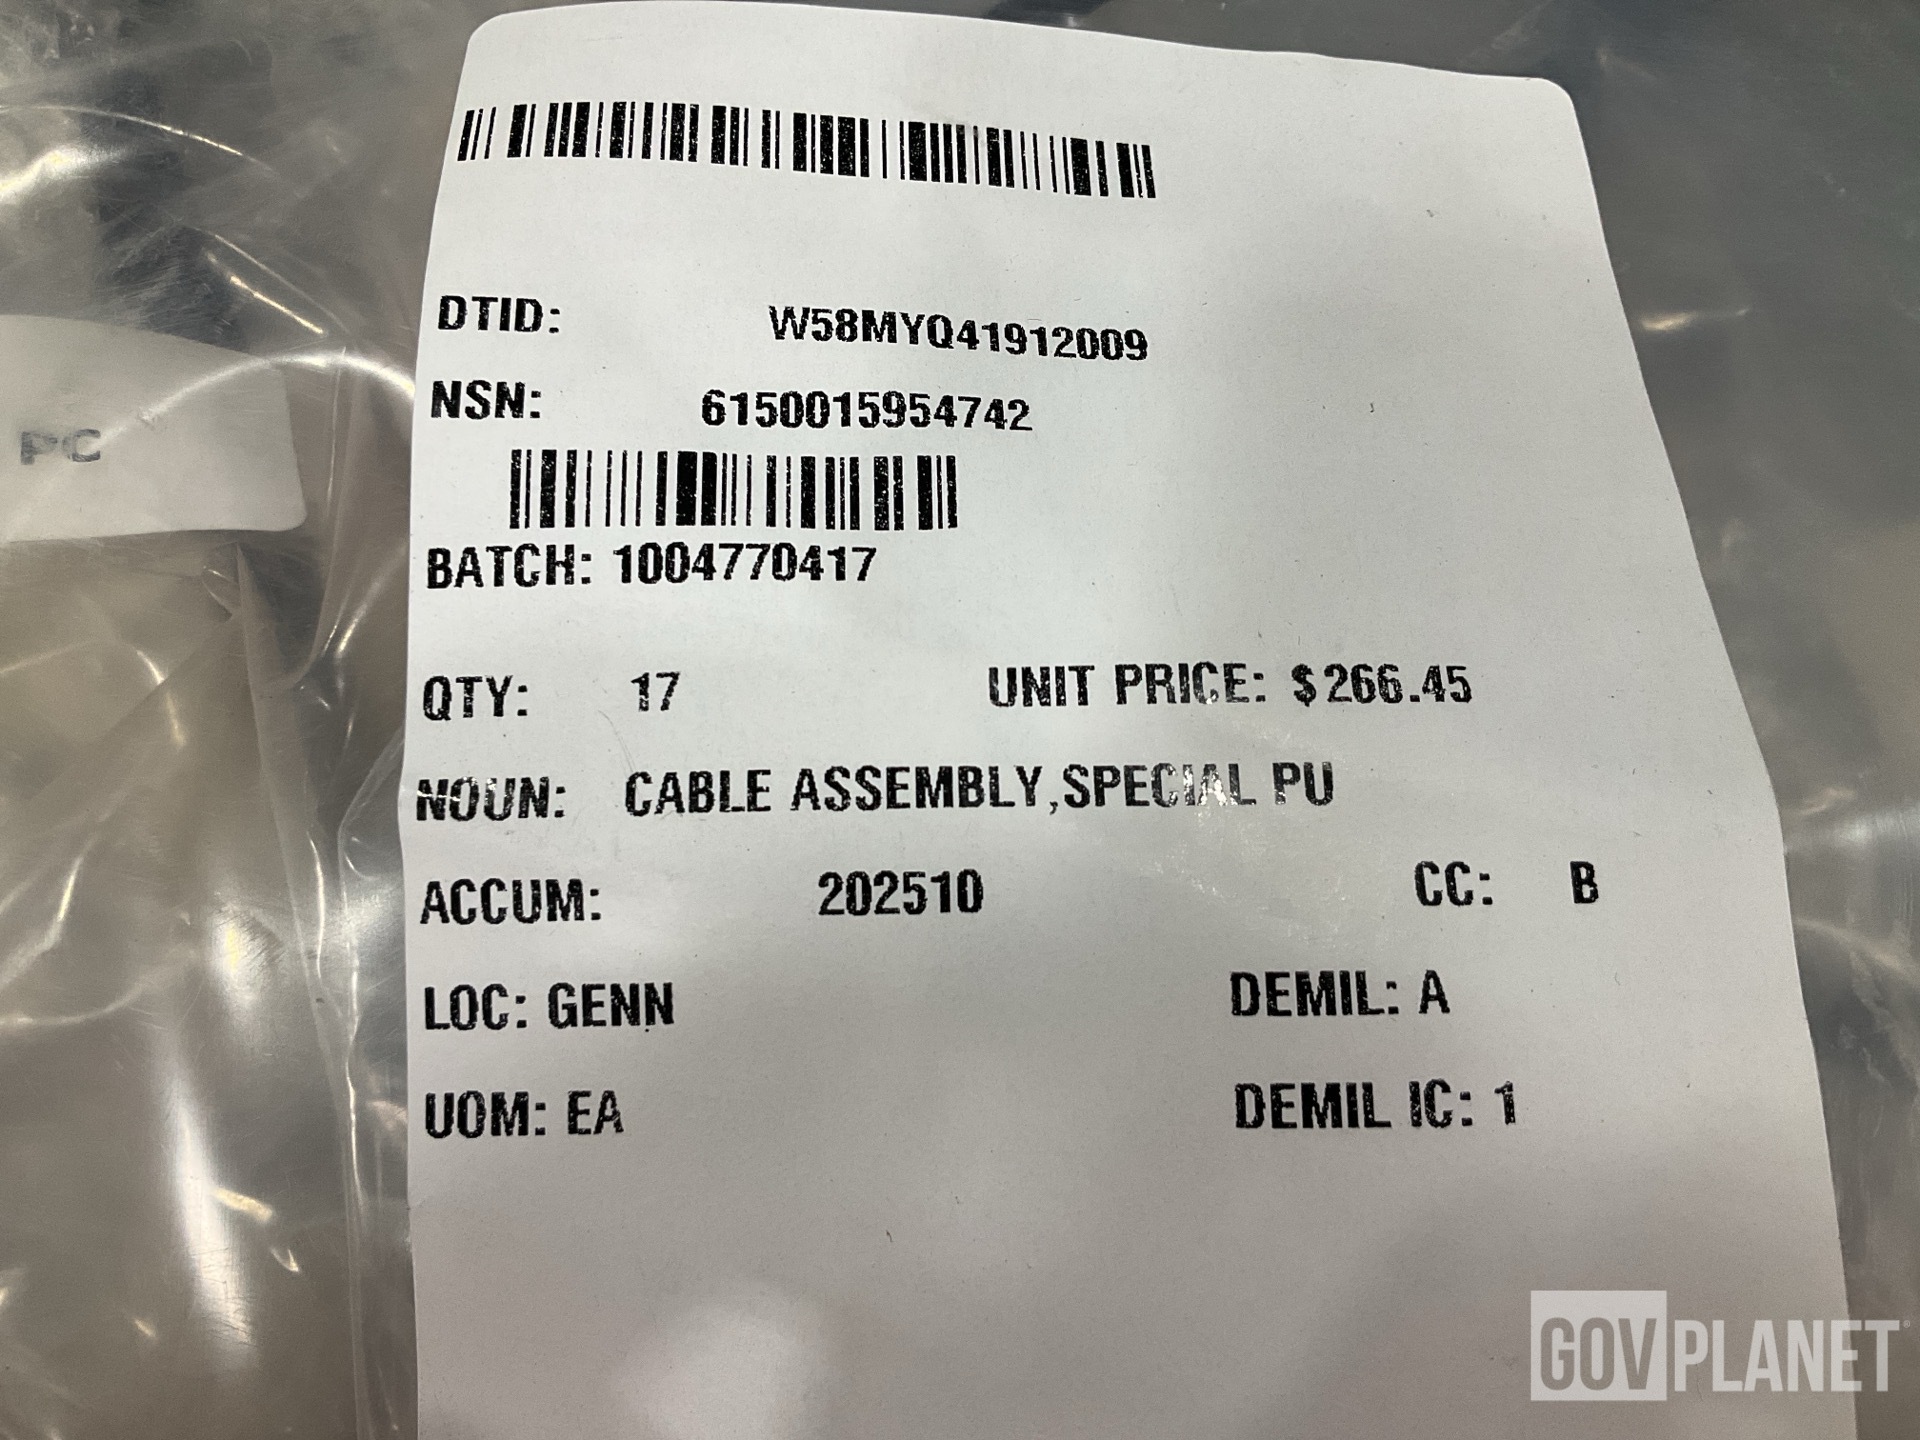 DTID: W58MYQ41912009
NSN: 6150015954742
BATCH: 1004770417
QTY: 17 UNIT PRICE: $266.45
NOUN: CABLE ASSEMBLY,SPECIAL PU
ACCUM: 202510 CC: B
LOC: GENN DEMIL: A
UOM: EA DEMIL IC: 1
PC
GOVPLANET